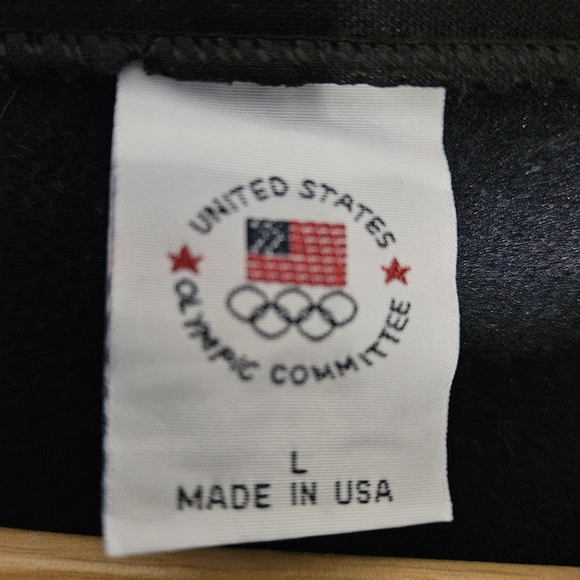 UNITED STATES
OLYMPIC COMMITTEE
L
MADE IN USA